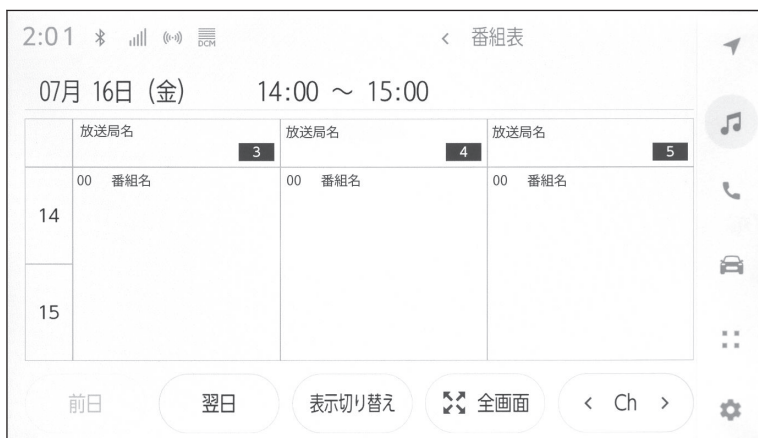 2:01 DCM < 番組表
07月 16日 (金) 14:00 ～ 15:00
放送局名 3 放送局名 4 放送局名 5
00 番組名 00 番組名 00 番組名
14
15
前日 翌日 表示切り替え 全画面 < Ch >